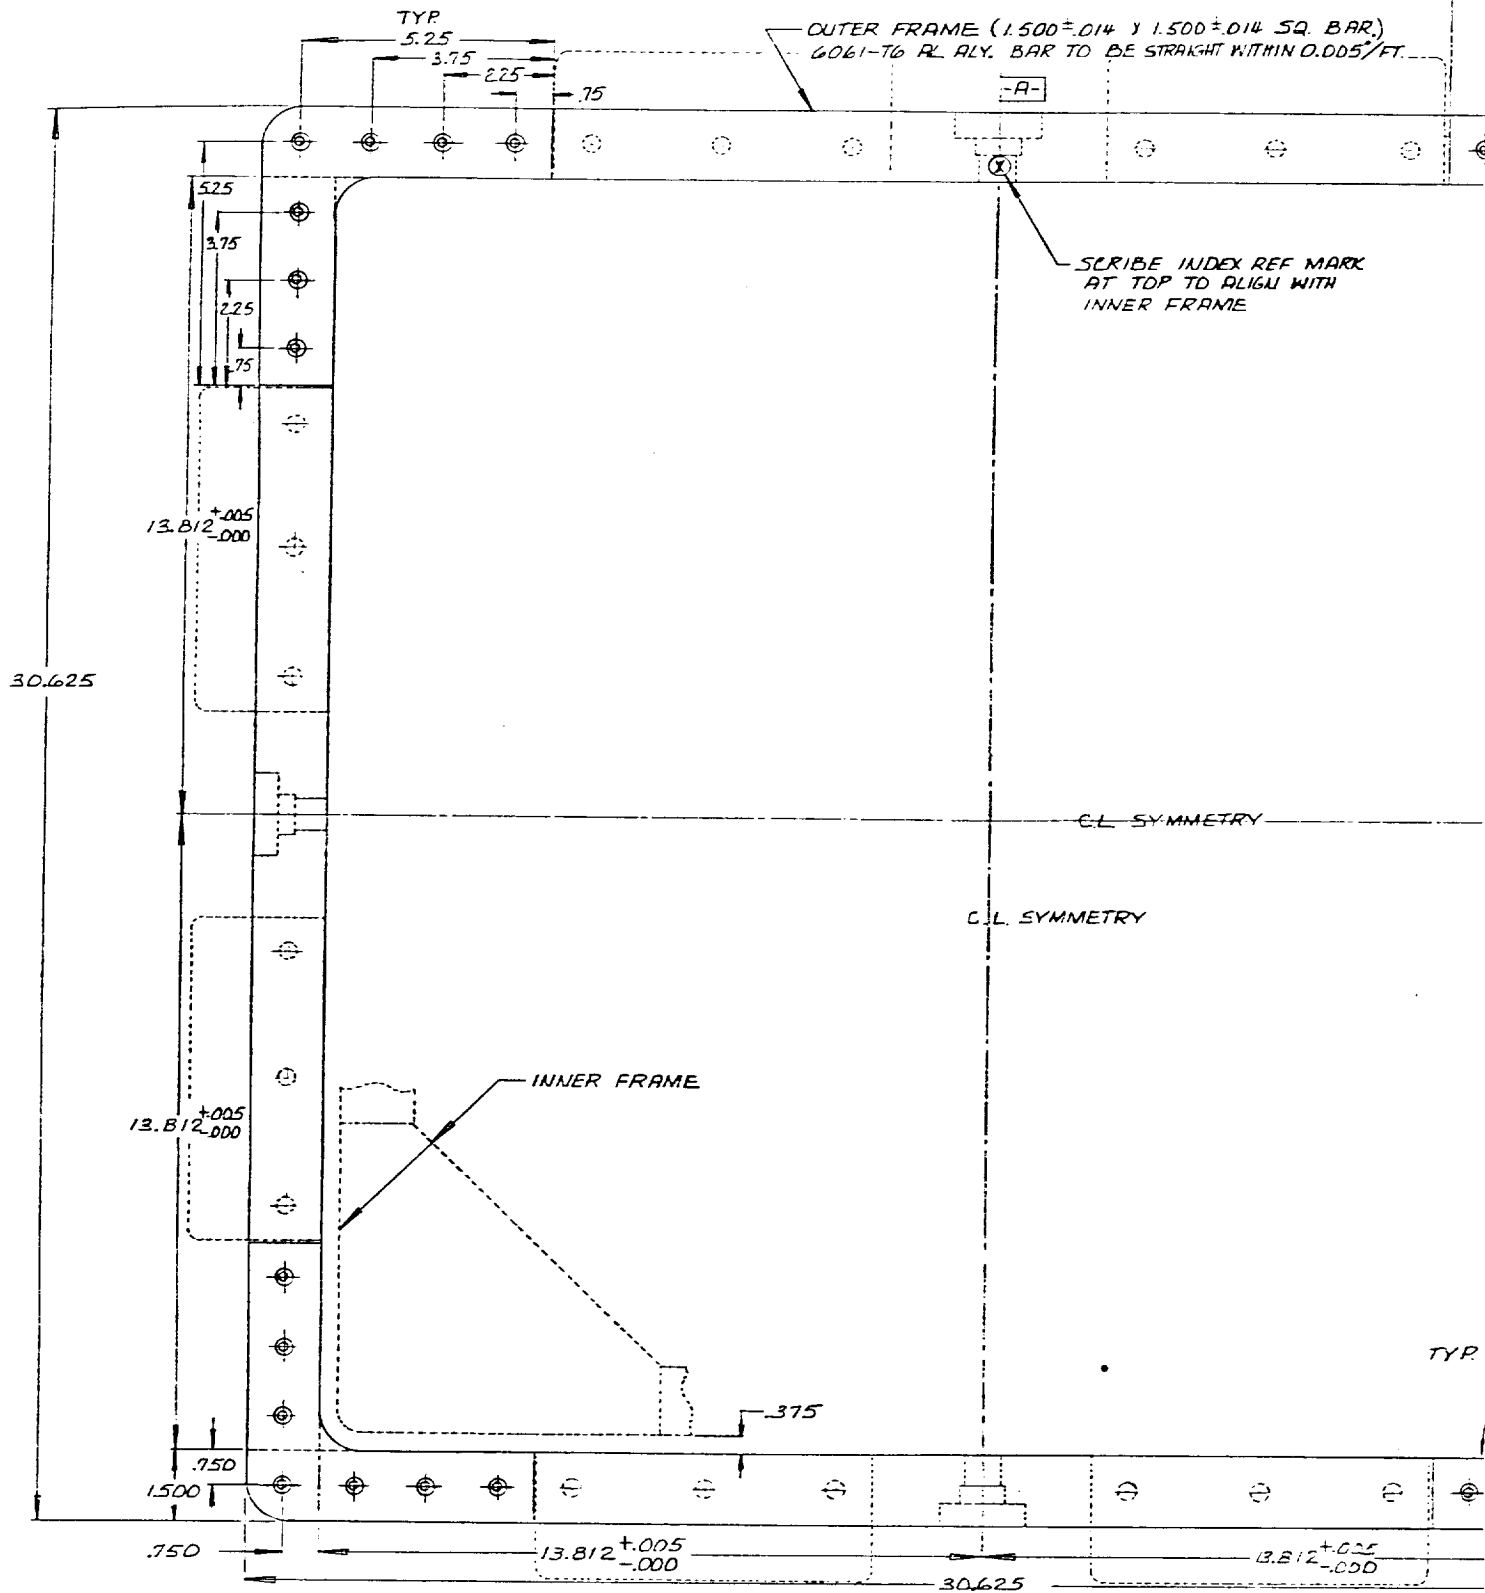 TYP.
5.25
3.75
2.25
.75
OUTER FRAME (1.500 ±.014 X 1.500 ±.014 SQ. BAR.)
6061-T6 AL ALY. BAR TO BE STRAIGHT WITHIN 0.005"/FT.
-A-
X
5.25
3.75
2.25
.75
SCRIBE INDEX REF MARK
AT TOP TO ALIGN WITH
INNER FRAME
13.812 +.005
-.000
30.625
C.L. SYMMETRY
C.L. SYMMETRY
INNER FRAME
13.812 +.005
-.000
TYP.
.375
.750
1.500
.750
13.812 +.005
-.000
13.812 +.005
-.000
30.625